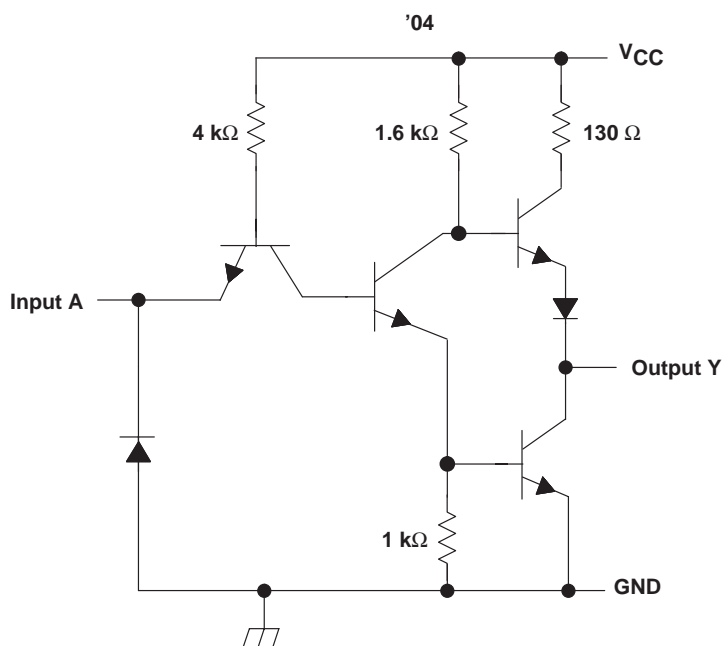 ’04
VCC
4 kΩ
1.6 kΩ
130 Ω
Input A
Output Y
1 kΩ
GND